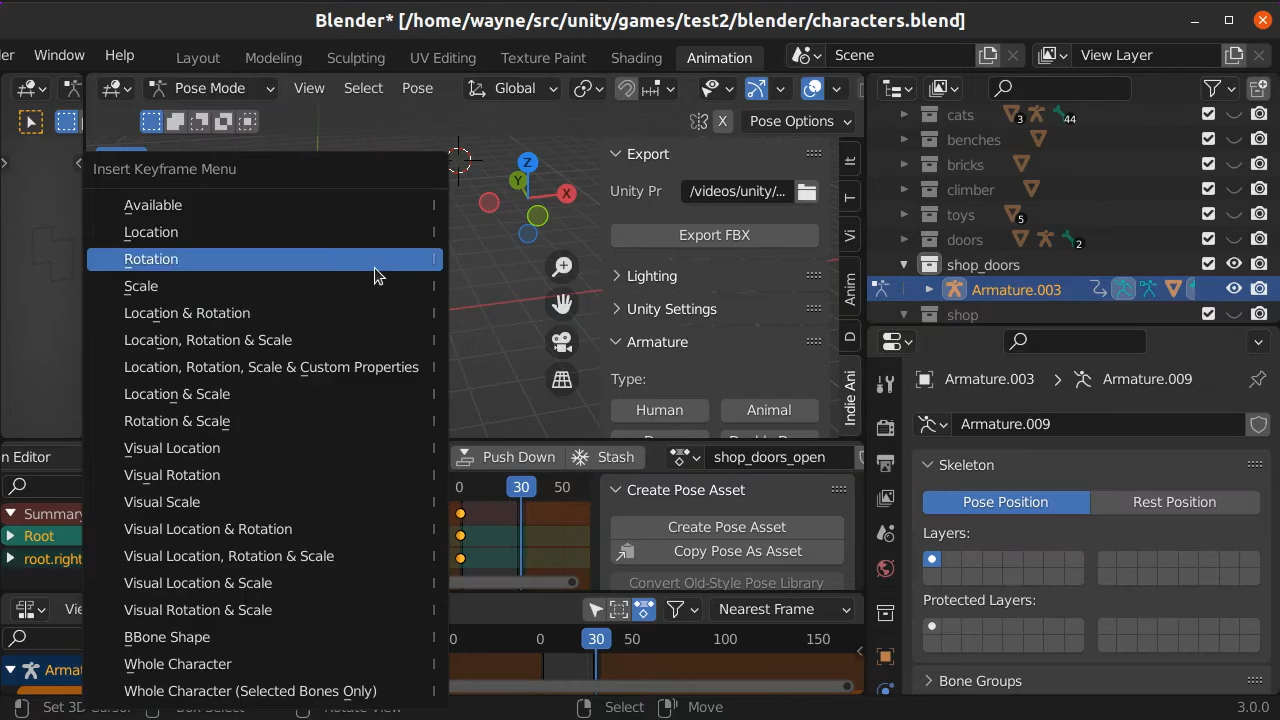 Blender* [/home/wayne/src/unity/games/test2/blender/characters.blend]
er Window Help Layout Modeling Sculpting UV Editing Texture Paint Shading Animation Scene View Layer
Pose Mode View Select Pose Global
X Pose Options
Insert Keyframe Menu
Available
Location
Rotation
Scale
Location & Rotation
Location, Rotation & Scale
Location, Rotation, Scale & Custom Properties
Location & Scale
Rotation & Scale
Visual Location
Visual Rotation
Visual Scale
Visual Location & Rotation
Visual Location, Rotation & Scale
Visual Location & Scale
Visual Rotation & Scale
BBone Shape
Whole Character
Whole Character (Selected Bones Only)
Z
Y
X
Export
Unity Pr /videos/unity/...
Export FBX
Lighting
Unity Settings
Armature
Type:
Human Animal
It
T
Vi
Anim
D
Indie Ani
cats 3 44
benches
bricks
climber
toys 5
doors 2
shop_doors
Armature.003
shop
Armature.003 Armature.009
Armature.009
Skeleton
Pose Position Rest Position
Layers:
Protected Layers:
Bone Groups
n Editor Push Down Stash shop_doors_open
0 30 50
Summary
Root
root.right
Create Pose Asset
Create Pose Asset
Copy Pose As Asset
Convert Old-Style Pose Library
Vi Nearest Frame
0 0 30 50 100 150
Armat
Set 3D Cursor Box Select Rotate View Select Move 3.0.0